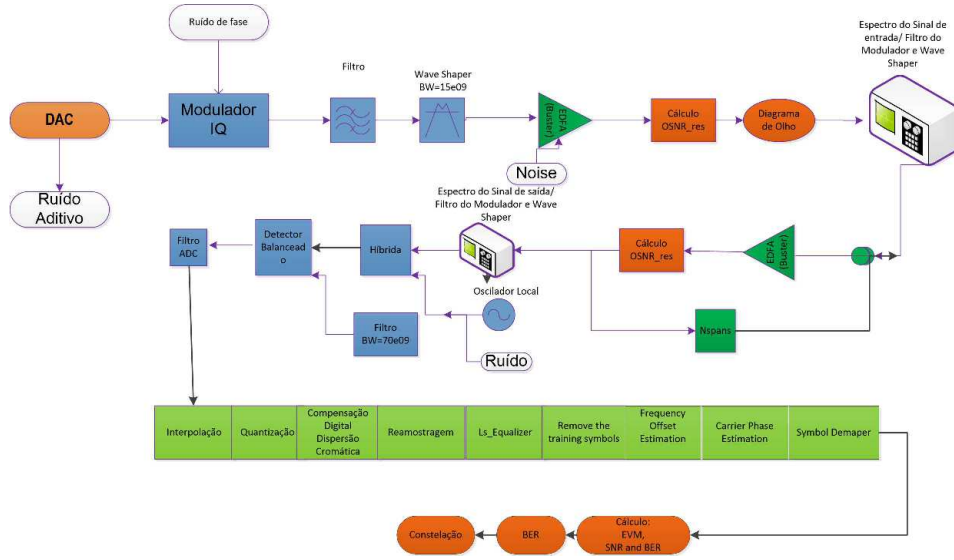 Ruído de fase
DAC
Ruído
Aditivo
Modulador
IQ
Filtro
Wave Shaper
BW=15e09
EDFA
(Buster)
Noise
Cálculo
OSNR_res
Diagrama
de Olho
Espectro do Sinal de
entrada/ Filtro do
Modulador e Wave
Shaper
EDFA
(Buster)
Cálculo
OSNR_res
Nspans
Espectro do Sinal de saída/
Filtro do Modulador e Wave
Shaper
Oscilador Local
Ruído
Híbrida
Detector
Balancead
o
Filtro
BW=70e09
Filtro
ADC
Interpolação
Quantização
Compensação
Digital
Dispersão
Cromática
Reamostragem
Ls_Equalizer
Remove the
training symbols
Frequency
Offset
Estimation
Carrier Phase
Estimation
Symbol Demaper
Cálculo:
EVM,
SNR and BER
BER
Constelação